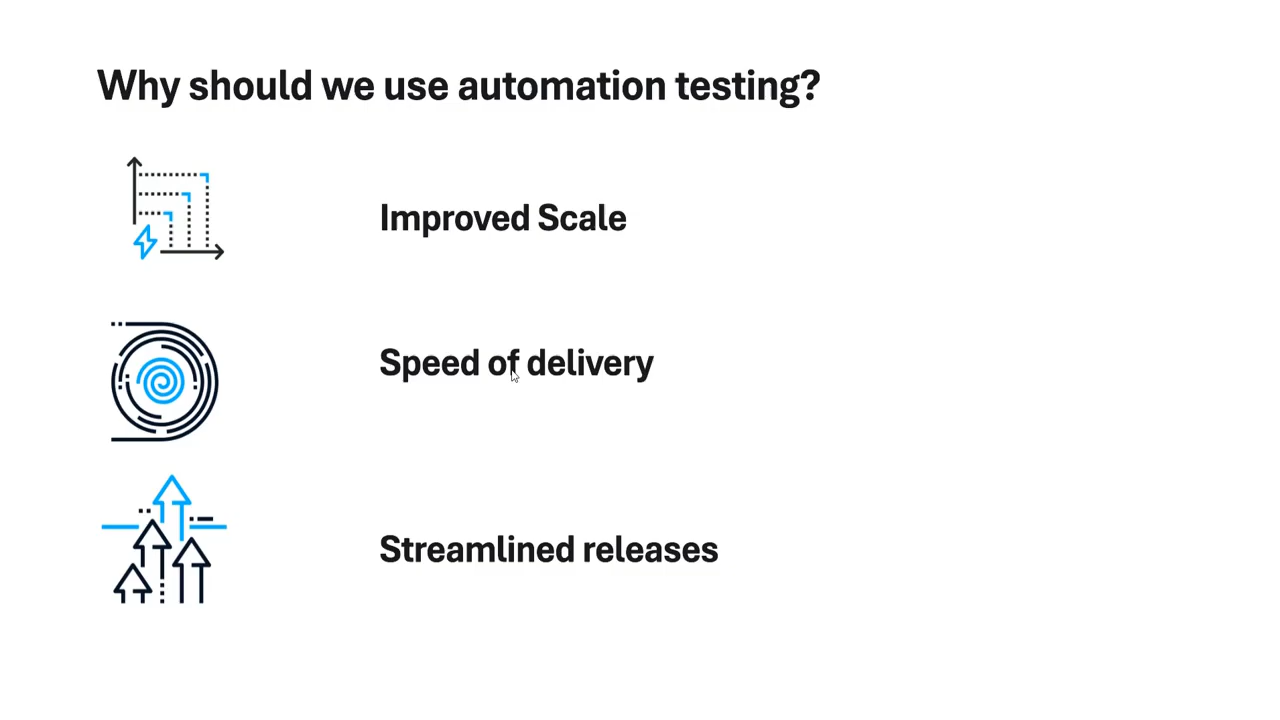 Why should we use automation testing?
Improved Scale
Speed of delivery
Streamlined releases